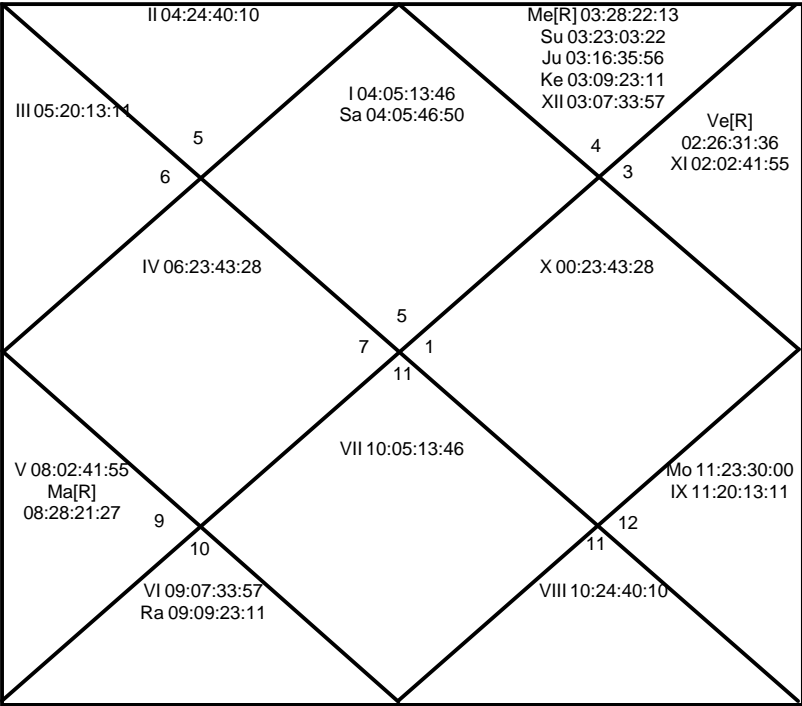 II 04:24:40:10
Me[R] 03:28:22:13
Su 03:23:03:22
Ju 03:16:35:56
Ke 03:09:23:11
XII 03:07:33:57
I 04:05:13:46
Sa 04:05:46:50
III 05:20:13:11
Ve[R]
02:26:31:36
XI 02:02:41:55
5
4
6
3
IV 06:23:43:28
X 00:23:43:28
5
7
1
11
VII 10:05:13:46
V 08:02:41:55
Ma[R]
08:28:21:27
Mo 11:23:30:00
IX 11:20:13:11
9
12
10
11
VI 09:07:33:57
Ra 09:09:23:11
VIII 10:24:40:10